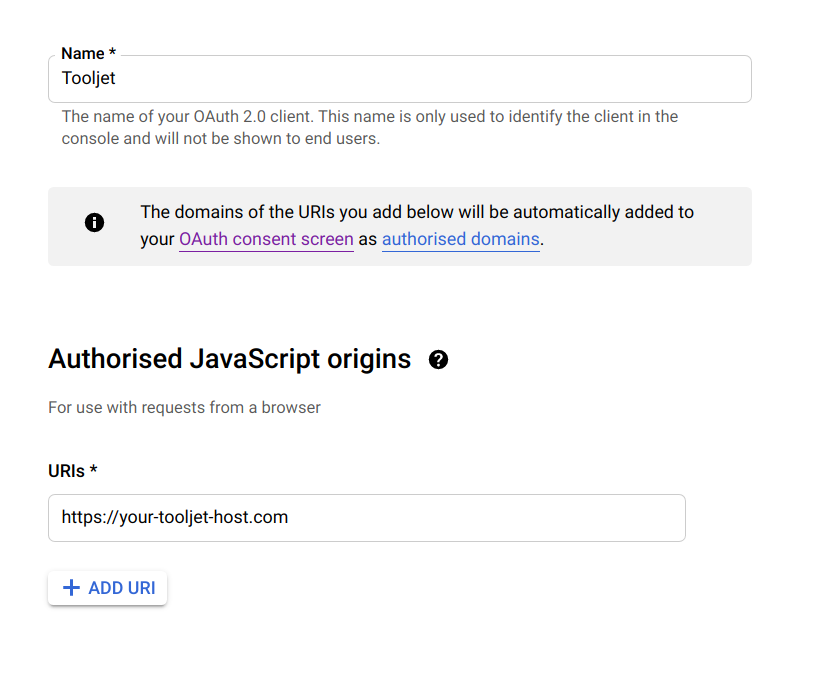 Name *
Tooljet
The name of your OAuth 2.0 client. This name is only used to identify the client in the
console and will not be shown to end users.
The domains of the URIs you add below will be automatically added to
your OAuth consent screen as authorised domains.
Authorised JavaScript origins
For use with requests from a browser
URIs *
https://your-tooljet-host.com
ADD URI